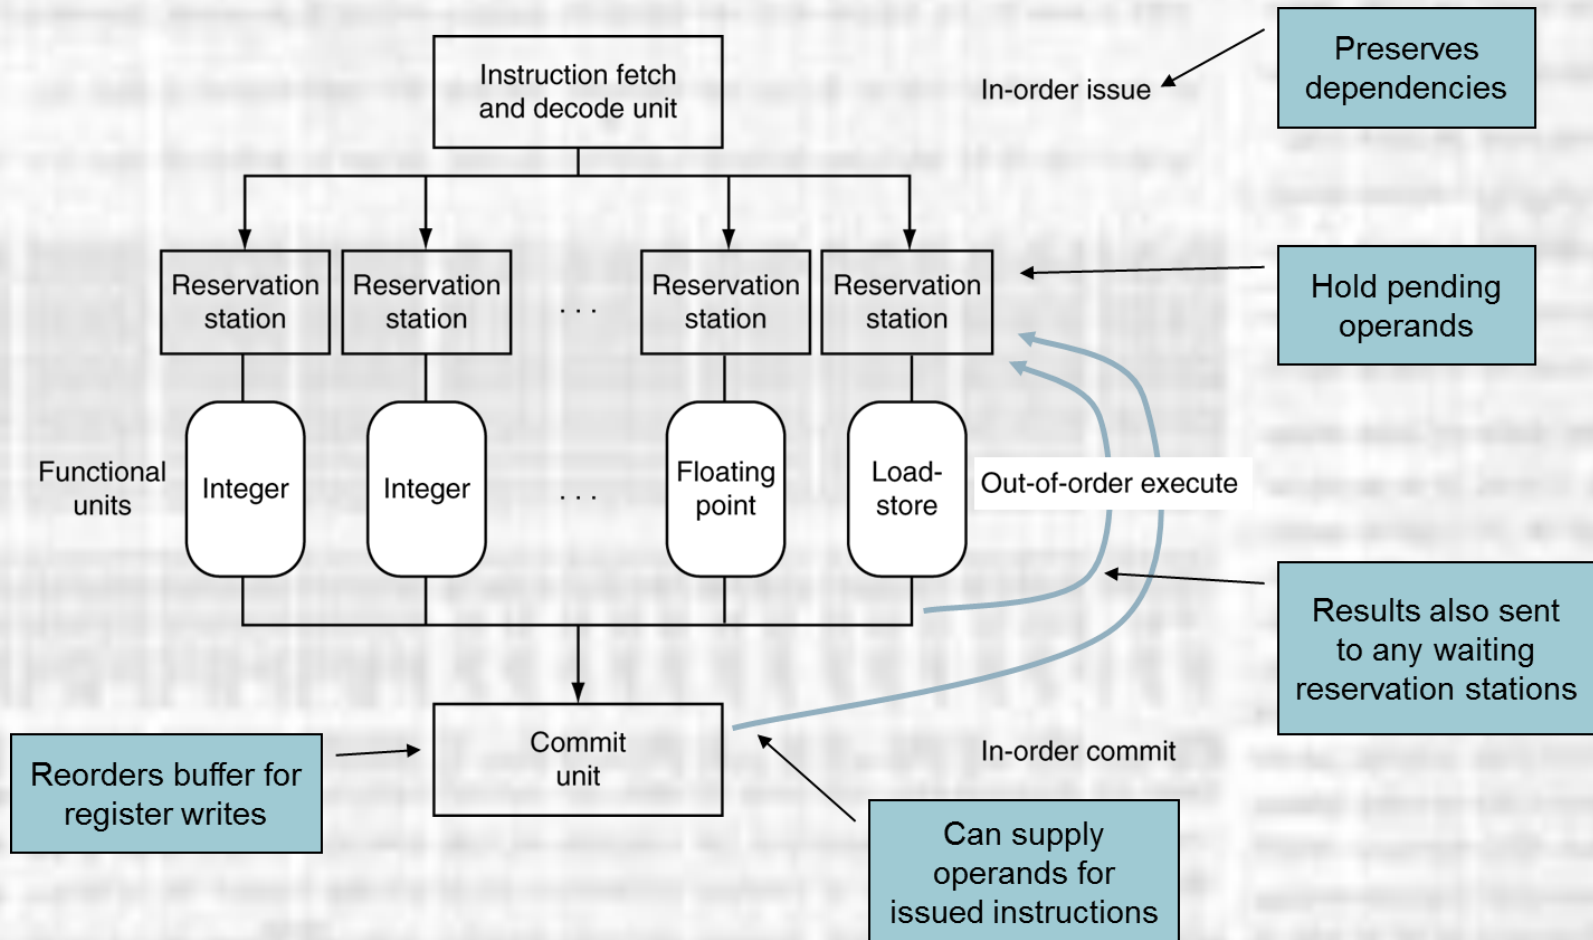 Instruction fetch
and decode unit
In-order issue
Preserves
dependencies
Reservation
station
Reservation
station
. . .
Reservation
station
Reservation
station
Hold pending
operands
Functional
units
Integer
Integer
. . .
Floating
point
Load-
store
Out-of-order execute
Results also sent
to any waiting
reservation stations
Commit
unit
In-order commit
Reorders buffer for
register writes
Can supply
operands for
issued instructions